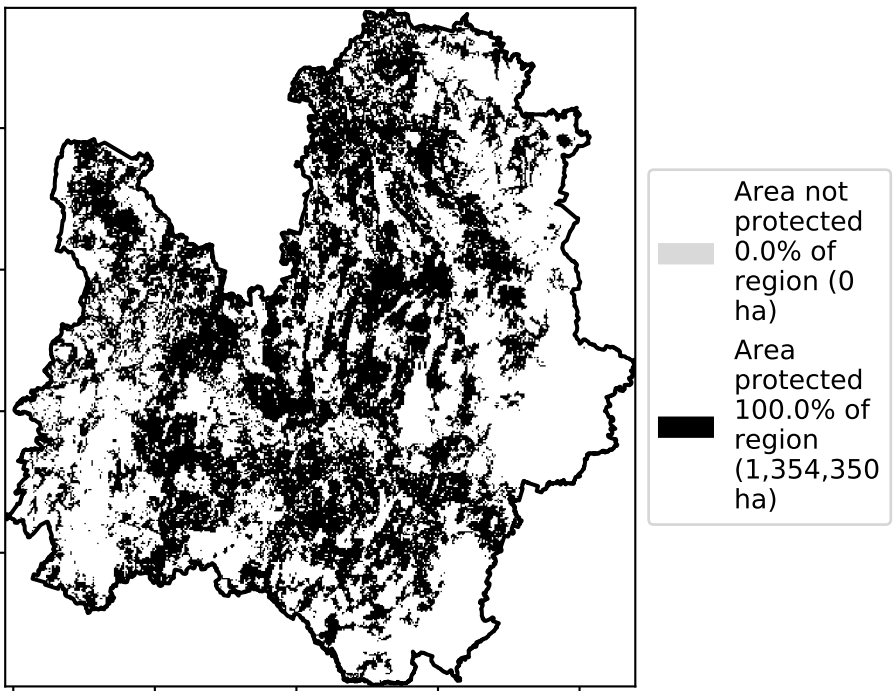 Area not
protected
0.0% of
region (0
ha)
Area
protected
100.0% of
region
(1,354,350
ha)